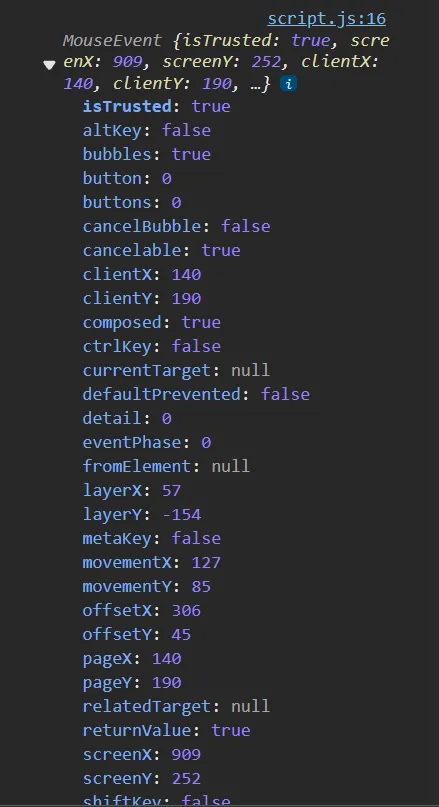 script.js:16
MouseEvent {isTrusted: true, scre
enX: 909, screenY: 252, clientX:
140, clientY: 190, …} i
isTrusted: true
altKey: false
bubbles: true
button: 0
buttons: 0
cancelBubble: false
cancelable: true
clientX: 140
clientY: 190
composed: true
ctrlKey: false
currentTarget: null
defaultPrevented: false
detail: 0
eventPhase: 0
fromElement: null
layerX: 57
layerY: -154
metaKey: false
movementX: 127
movementY: 85
offsetX: 306
offsetY: 45
pageX: 140
pageY: 190
relatedTarget: null
returnValue: true
screenX: 909
screenY: 252
shiftKey: false